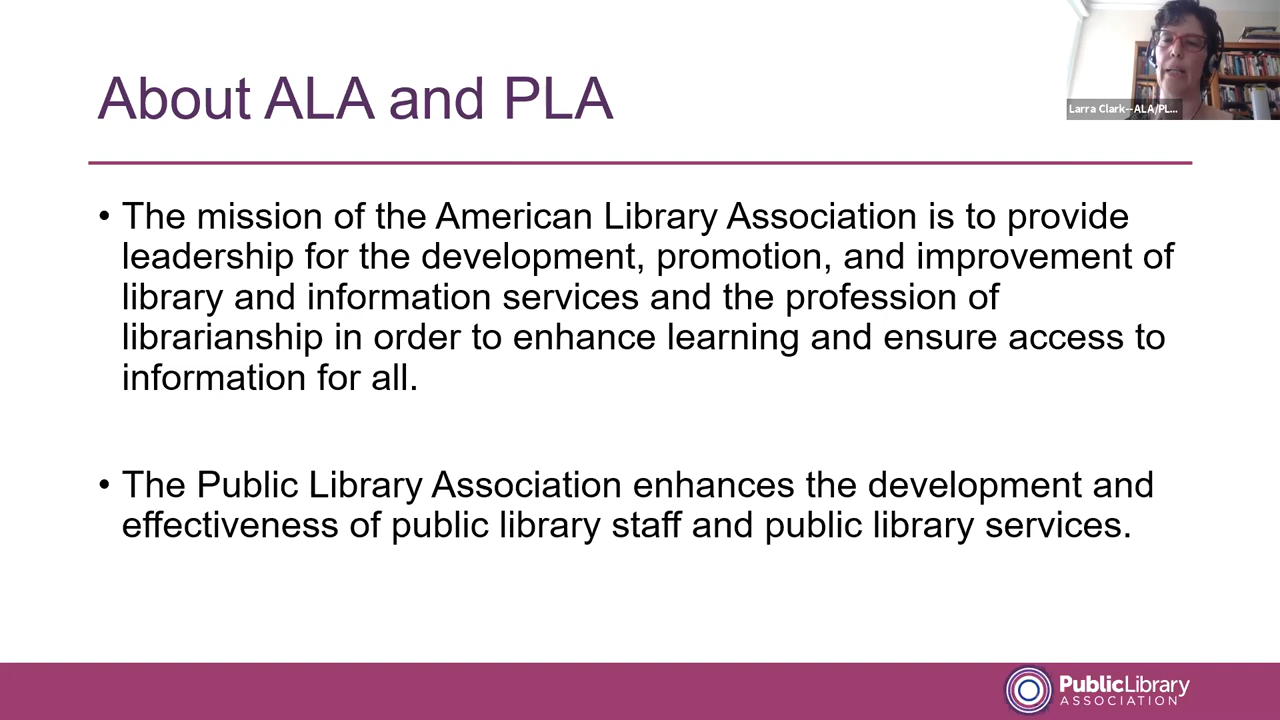 About ALA and PLA
Larra Clark--ALA/PL...
• The mission of the American Library Association is to provide
leadership for the development, promotion, and improvement of
library and information services and the profession of
librarianship in order to enhance learning and ensure access to
information for all.
• The Public Library Association enhances the development and
effectiveness of public library staff and public library services.
PublicLibrary
ASSOCIATION